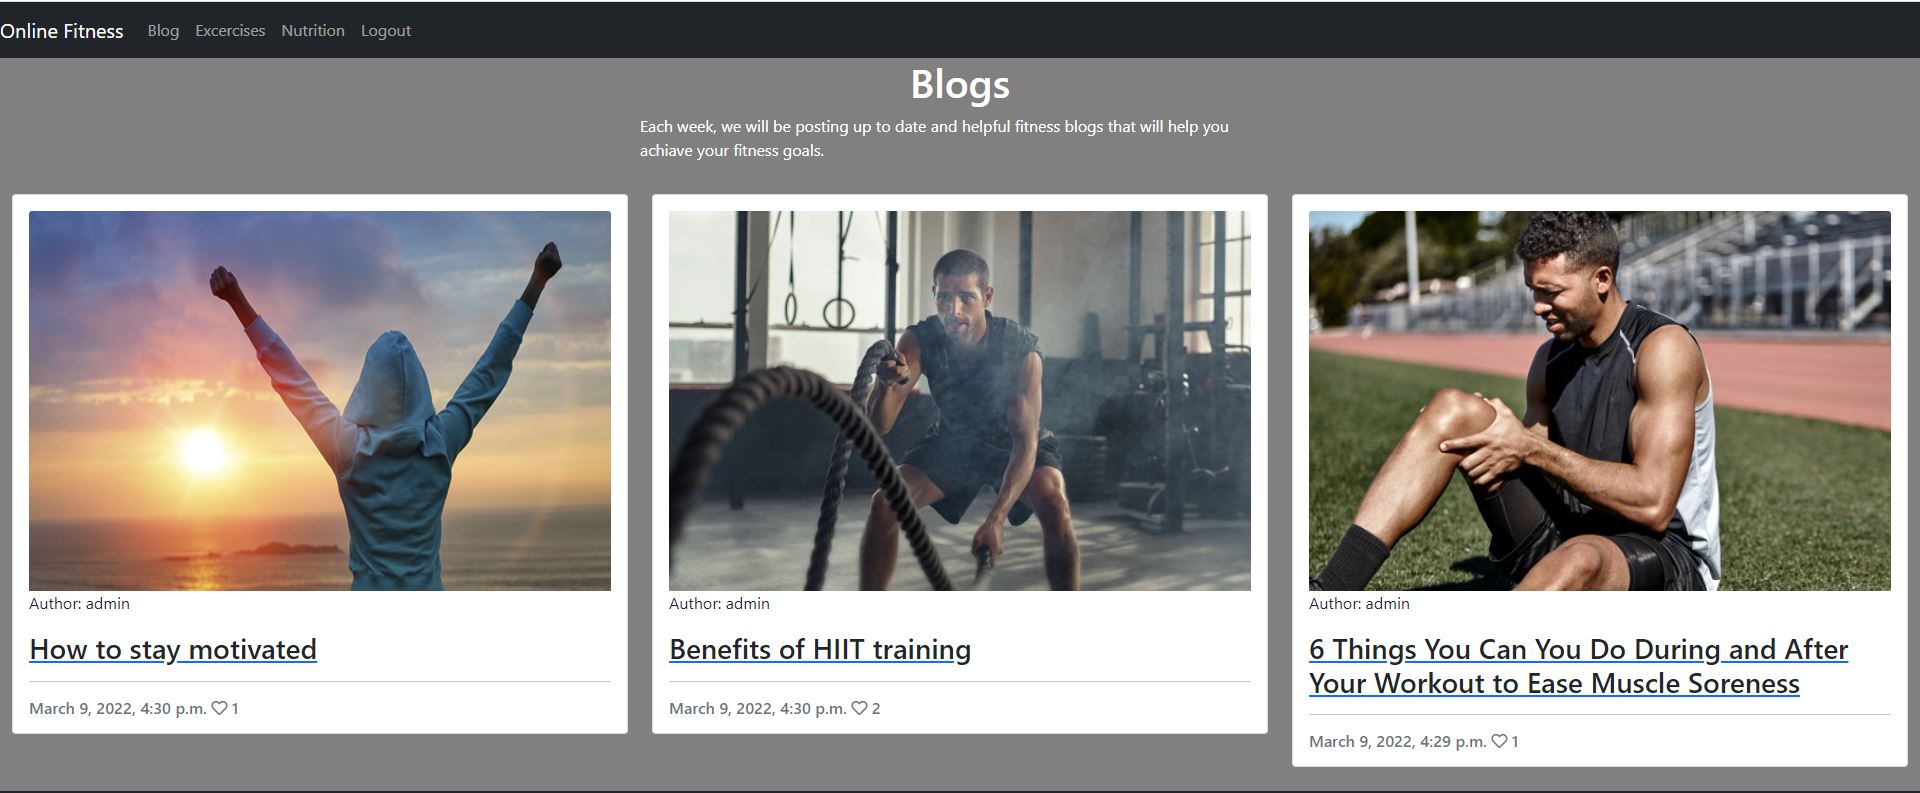 Online Fitness Blog Excercises Nutrition Logout
Blogs
Each week, we will be posting up to date and helpful fitness blogs that will help you
achiave your fitness goals.
Author: admin
How to stay motivated
March 9, 2022, 4:30 p.m. 1
Author: admin
Benefits of HIIT training
March 9, 2022, 4:30 p.m. 2
Author: admin
6 Things You Can You Do During and After
Your Workout to Ease Muscle Soreness
March 9, 2022, 4:29 p.m. 1